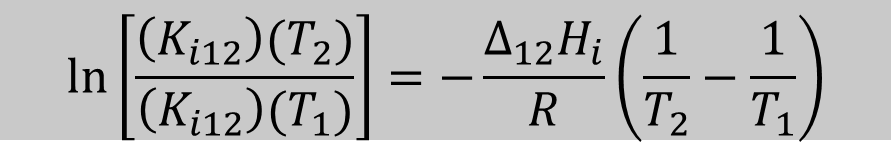 ln [ (K_{i12})(T_2) / (K_{i12})(T_1) ] = − Δ_{12}H_i / R ( 1 / T_2 − 1 / T_1 )